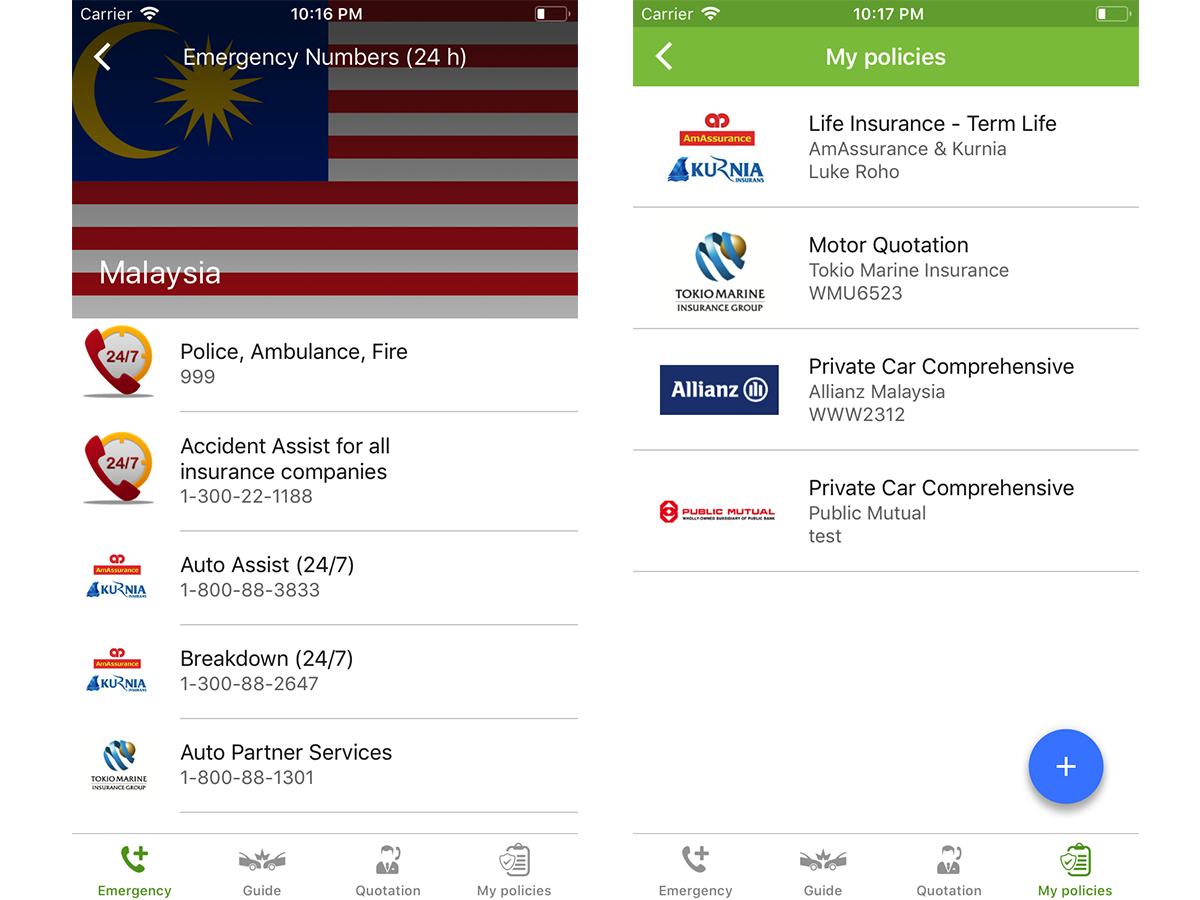 Carrier 10:16 PM
Emergency Numbers (24 h)
Malaysia
24/7
Police, Ambulance, Fire
999
24/7
Accident Assist for all
insurance companies
1-300-22-1188
AmAssurance
KURNIA
INSURANS
Auto Assist (24/7)
1-800-88-3833
AmAssurance
KURNIA
INSURANS
Breakdown (24/7)
1-300-88-2647
TOKIO MARINE
INSURANCE GROUP
Auto Partner Services
1-800-88-1301
Emergency Guide Quotation My policies
Carrier 10:17 PM
My policies
AmAssurance
KURNIA
INSURANS
Life Insurance - Term Life
AmAssurance & Kurnia
Luke Roho
TOKIO MARINE
INSURANCE GROUP
Motor Quotation
Tokio Marine Insurance
WMU6523
Allianz
Private Car Comprehensive
Allianz Malaysia
WWW2312
PUBLIC MUTUAL
WHOLLY-OWNED SUBSIDIARY OF PUBLIC BANK
Private Car Comprehensive
Public Mutual
test
+
Emergency Guide Quotation My policies